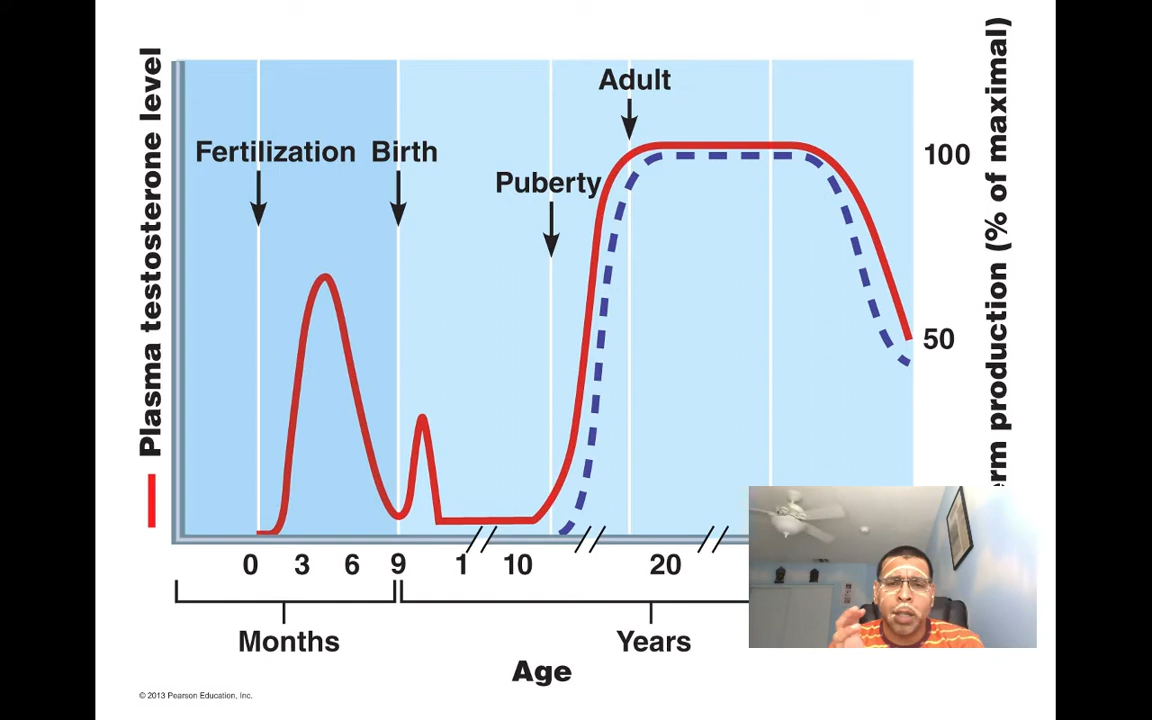 Plasma testosterone level
Fertilization
Birth
Puberty
Adult
100
50
production (% of maximal)
0 3 6 9 1 10 20
Months
Years
Age
© 2013 Pearson Education, Inc.